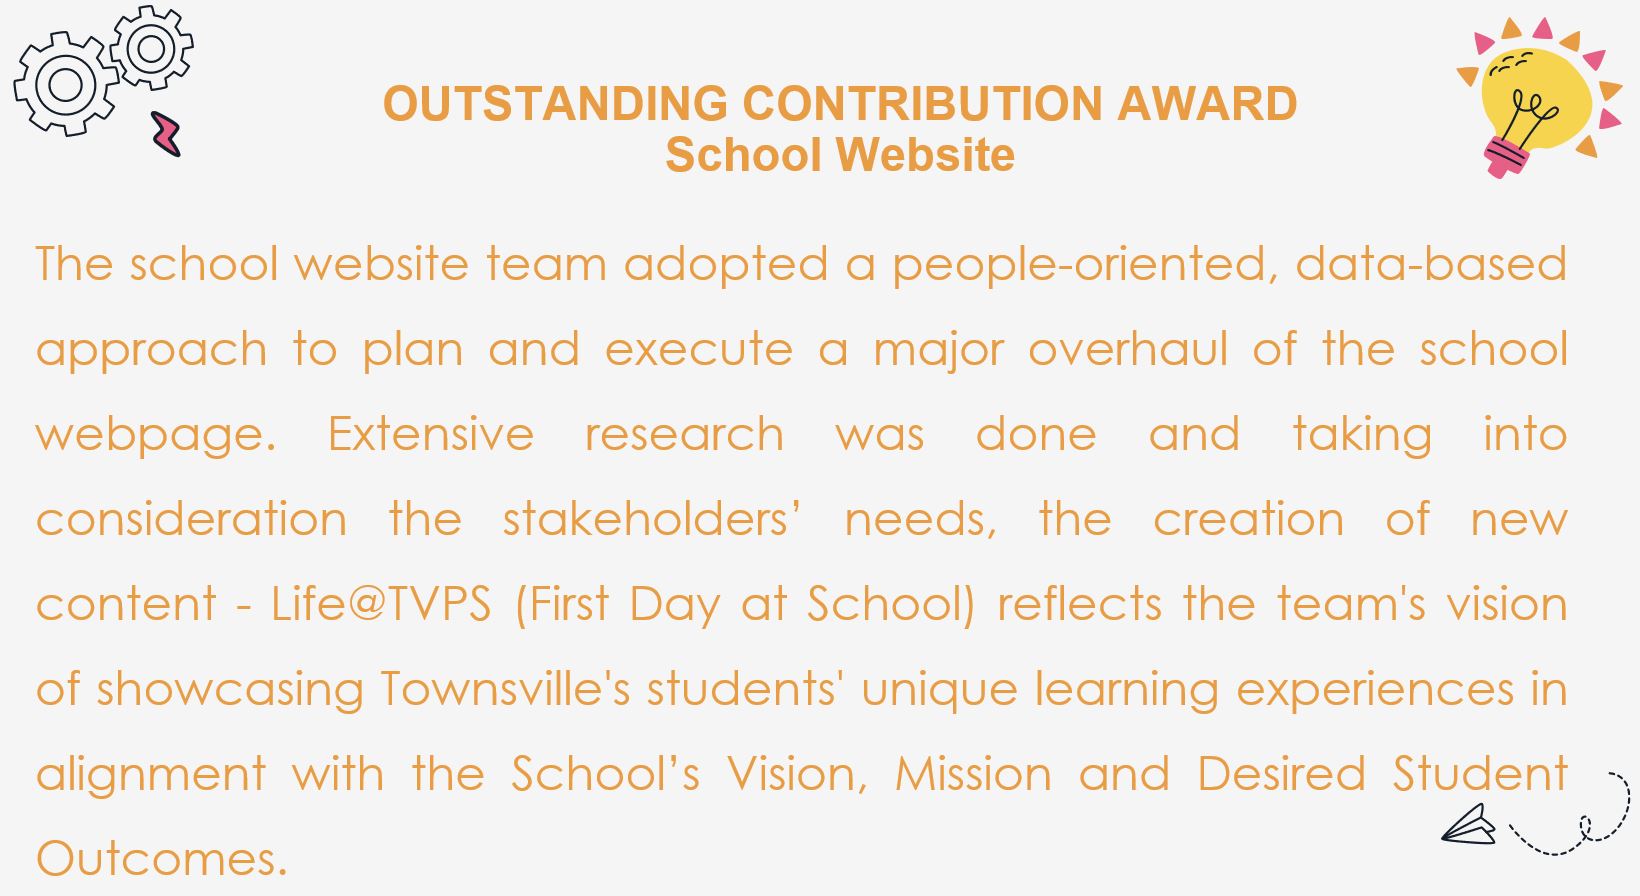 OUTSTANDING CONTRIBUTION AWARD
School Website
The school website team adopted a people-oriented, data-based
approach to plan and execute a major overhaul of the school
webpage. Extensive research was done and taking into
consideration the stakeholders’ needs, the creation of new
content - Life@TVPS (First Day at School) reflects the team's vision
of showcasing Townsville's students' unique learning experiences in
alignment with the School’s Vision, Mission and Desired Student
Outcomes.